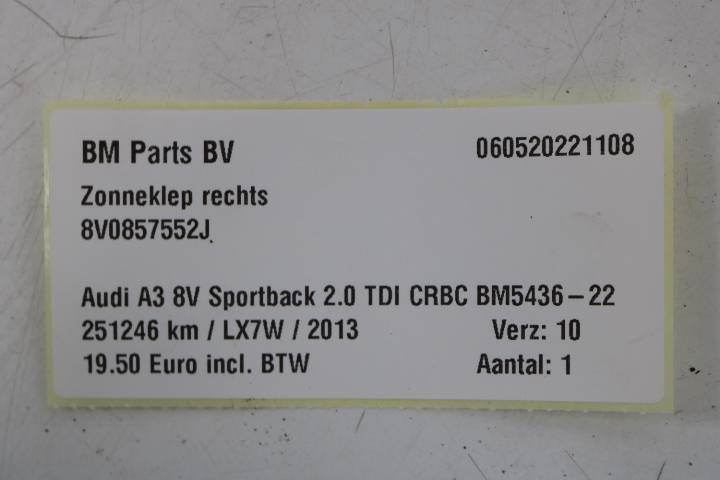 BM Parts BV 060520221108
Zonneklep rechts
8V0857552J
Audi A3 8V Sportback 2.0 TDI CRBC BM5436-22
251246 km / LX7W / 2013 Verz: 10
19.50 Euro incl. BTW Aantal: 1